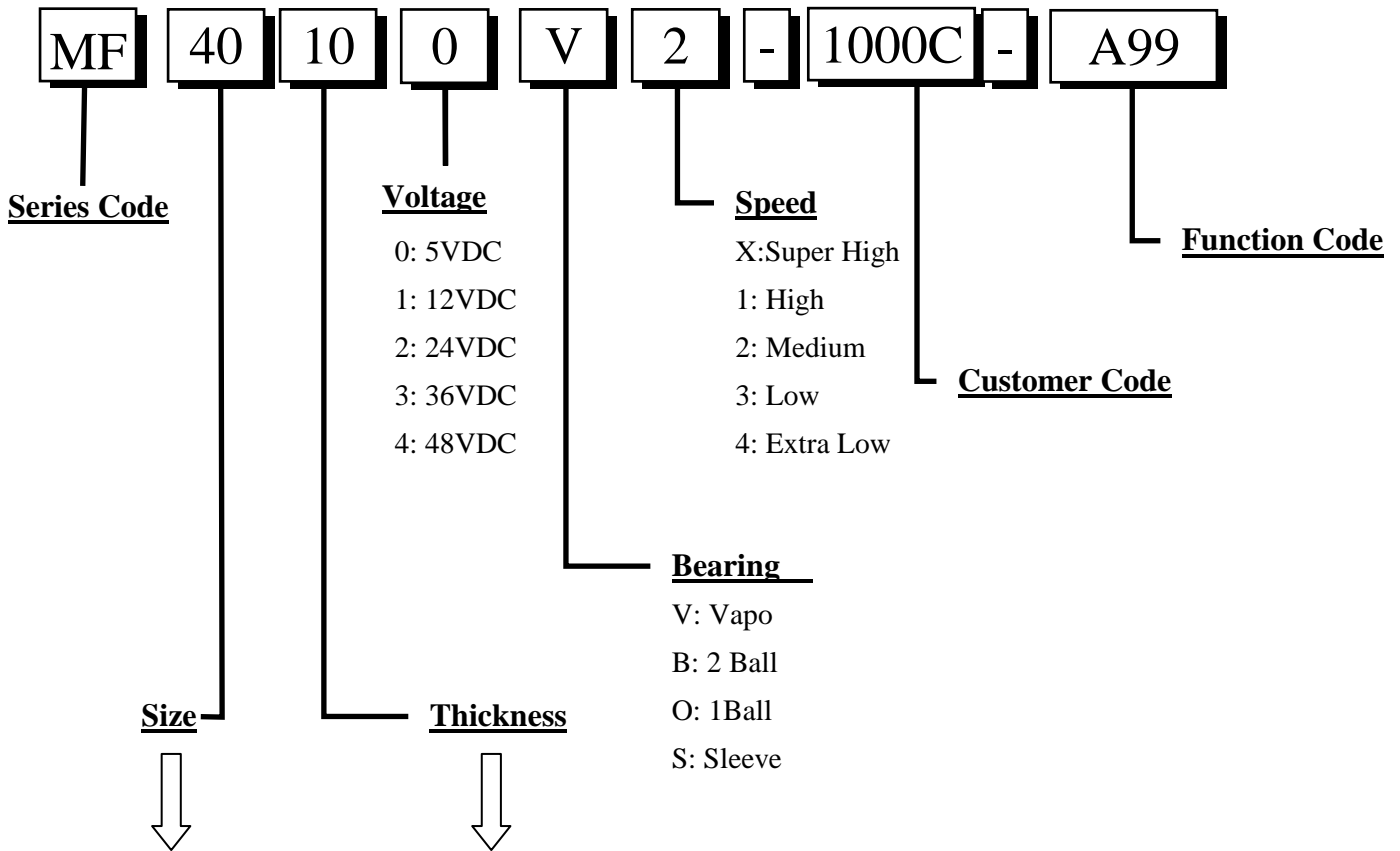 MF 40 10 0 V 2 - 1000C - A99
Series Code
Voltage
0: 5VDC
1: 12VDC
2: 24VDC
3: 36VDC
4: 48VDC
Speed
X:Super High
1: High
2: Medium
3: Low
4: Extra Low
Function Code
Customer Code
Bearing
V: Vapo
B: 2 Ball
O: 1Ball
S: Sleeve
Size
Thickness